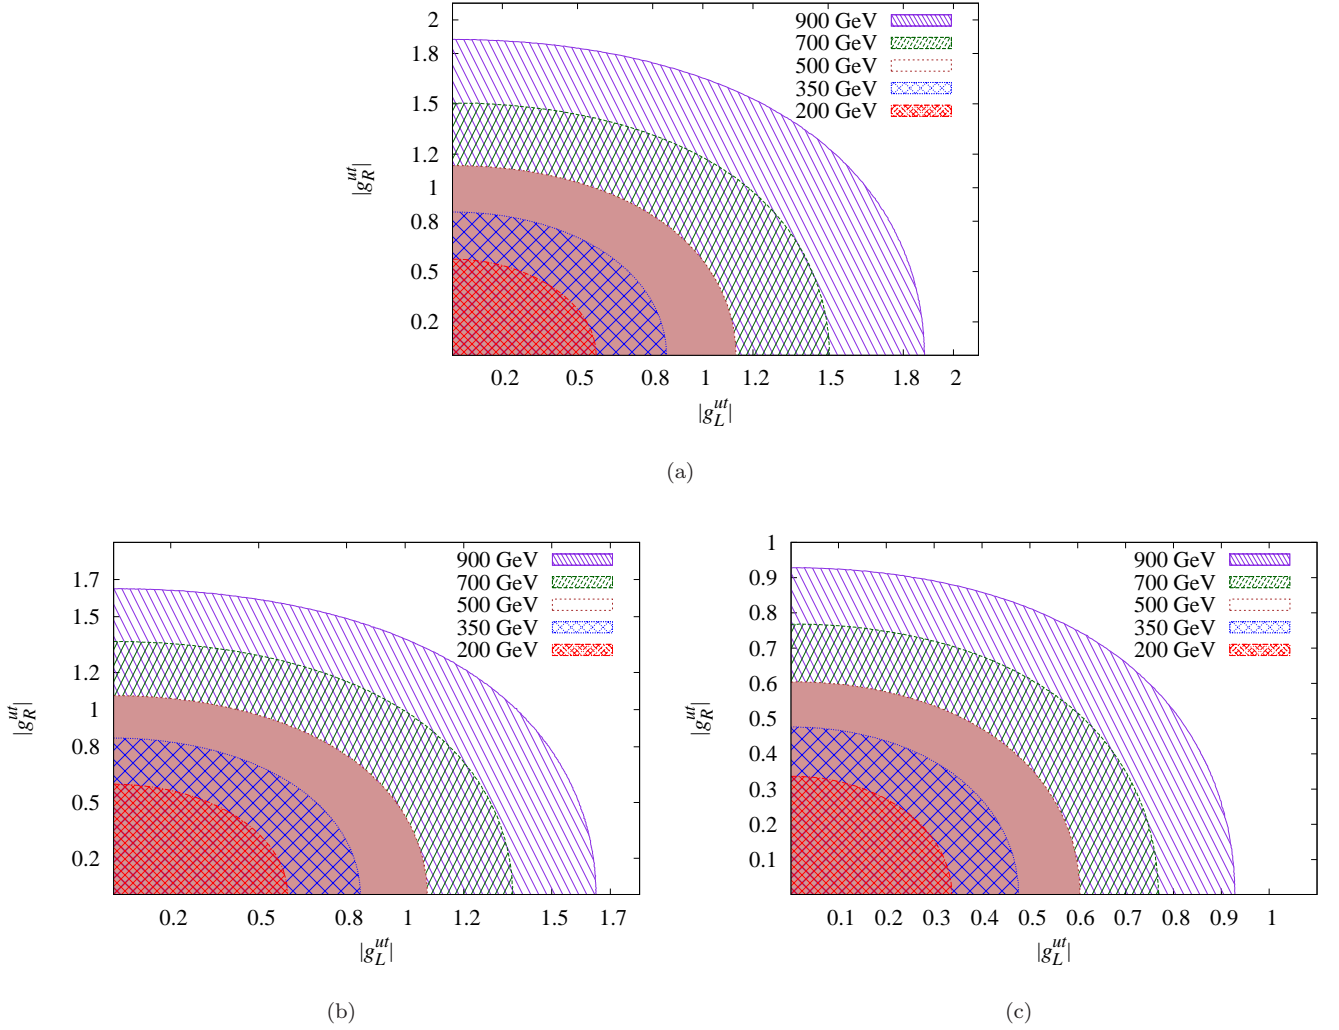 2
1.8
1.5
1.2
1
0.8
0.5
0.2
|g_R^{ut}|
900 GeV
700 GeV
500 GeV
350 GeV
200 GeV
0.2 0.5 0.8 1 1.2 1.5 1.8 2
|g_L^{ut}|
(a)
1.7
1.5
1.2
1
0.8
0.5
0.2
|g_R^{ut}|
900 GeV
700 GeV
500 GeV
350 GeV
200 GeV
0.2 0.5 0.8 1 1.2 1.5 1.7
|g_L^{ut}|
(b)
1
0.9
0.8
0.7
0.6
0.5
0.4
0.3
0.2
0.1
|g_R^{ut}|
900 GeV
700 GeV
500 GeV
350 GeV
200 GeV
0.1 0.2 0.3 0.4 0.5 0.6 0.7 0.8 0.9 1
|g_L^{ut}|
(c)